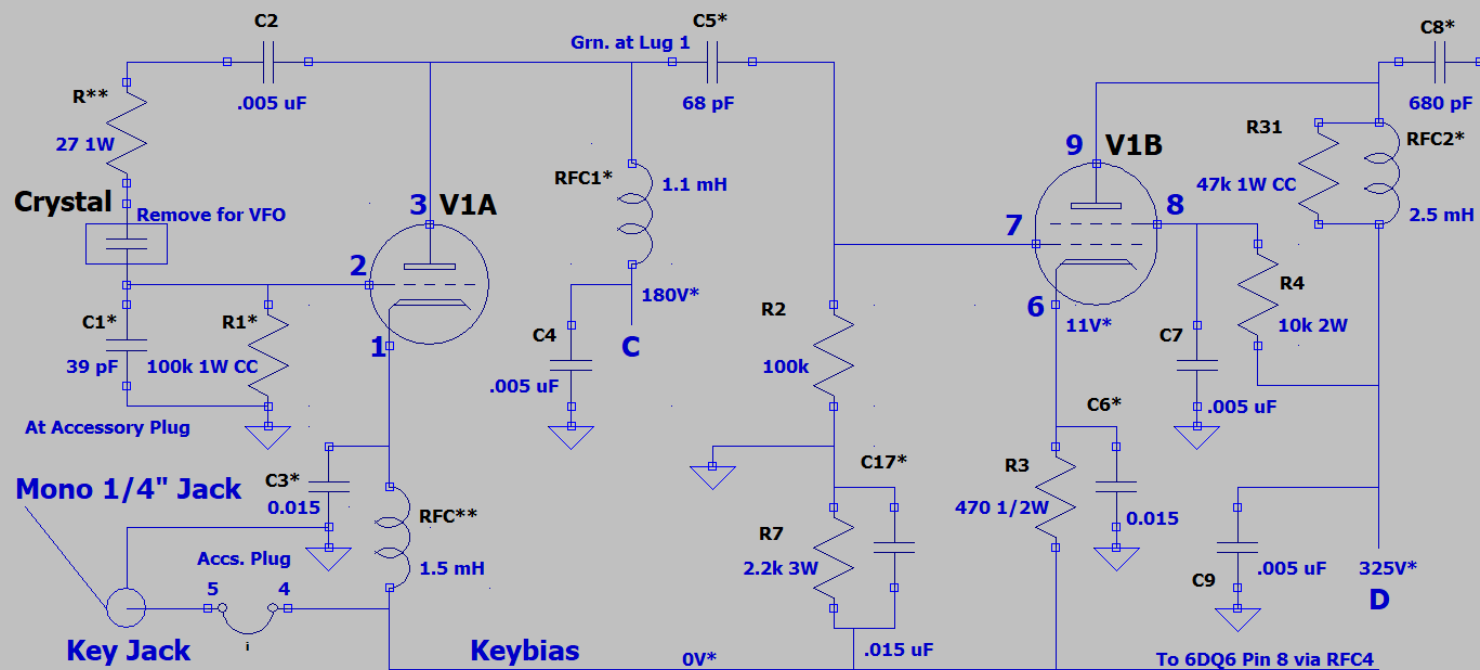 C2
.005 uF
R**
27 1W
Crystal
Remove for VFO
C1*
39 pF
R1*
100k 1W CC
At Accessory Plug
2
3
V1A
1
Grn. at Lug 1
C5*
68 pF
RFC1*
1.1 mH
180V*
C
C4
.005 uF
Mono 1/4" Jack
C3*
0.015
RFC**
1.5 mH
Accs. Plug
5
4
i
Key Jack
Keybias
0V*
R2
100k
C17*
R7
2.2k 3W
.015 uF
9
V1B
7
8
6
11V*
R3
470 1/2W
C6*
0.015
C7
.005 uF
R4
10k 2W
R31
47k 1W CC
RFC2*
2.5 mH
C8*
680 pF
C9
.005 uF
325V*
D
To 6DQ6 Pin 8 via RFC4